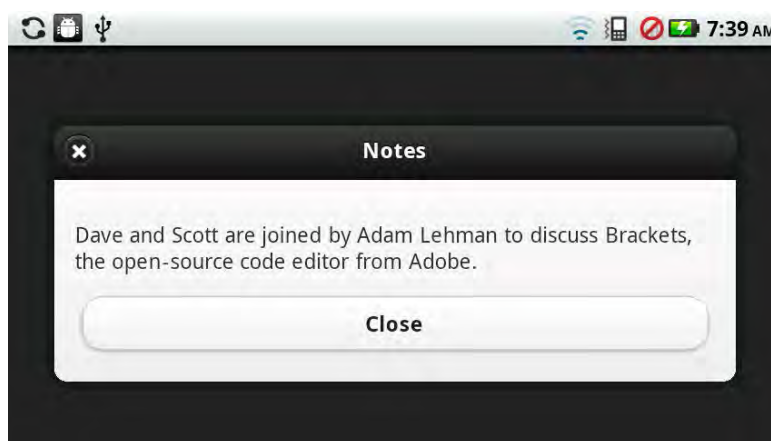 7:39 AM
Notes
Dave and Scott are joined by Adam Lehman to discuss Brackets,
the open-source code editor from Adobe.
Close